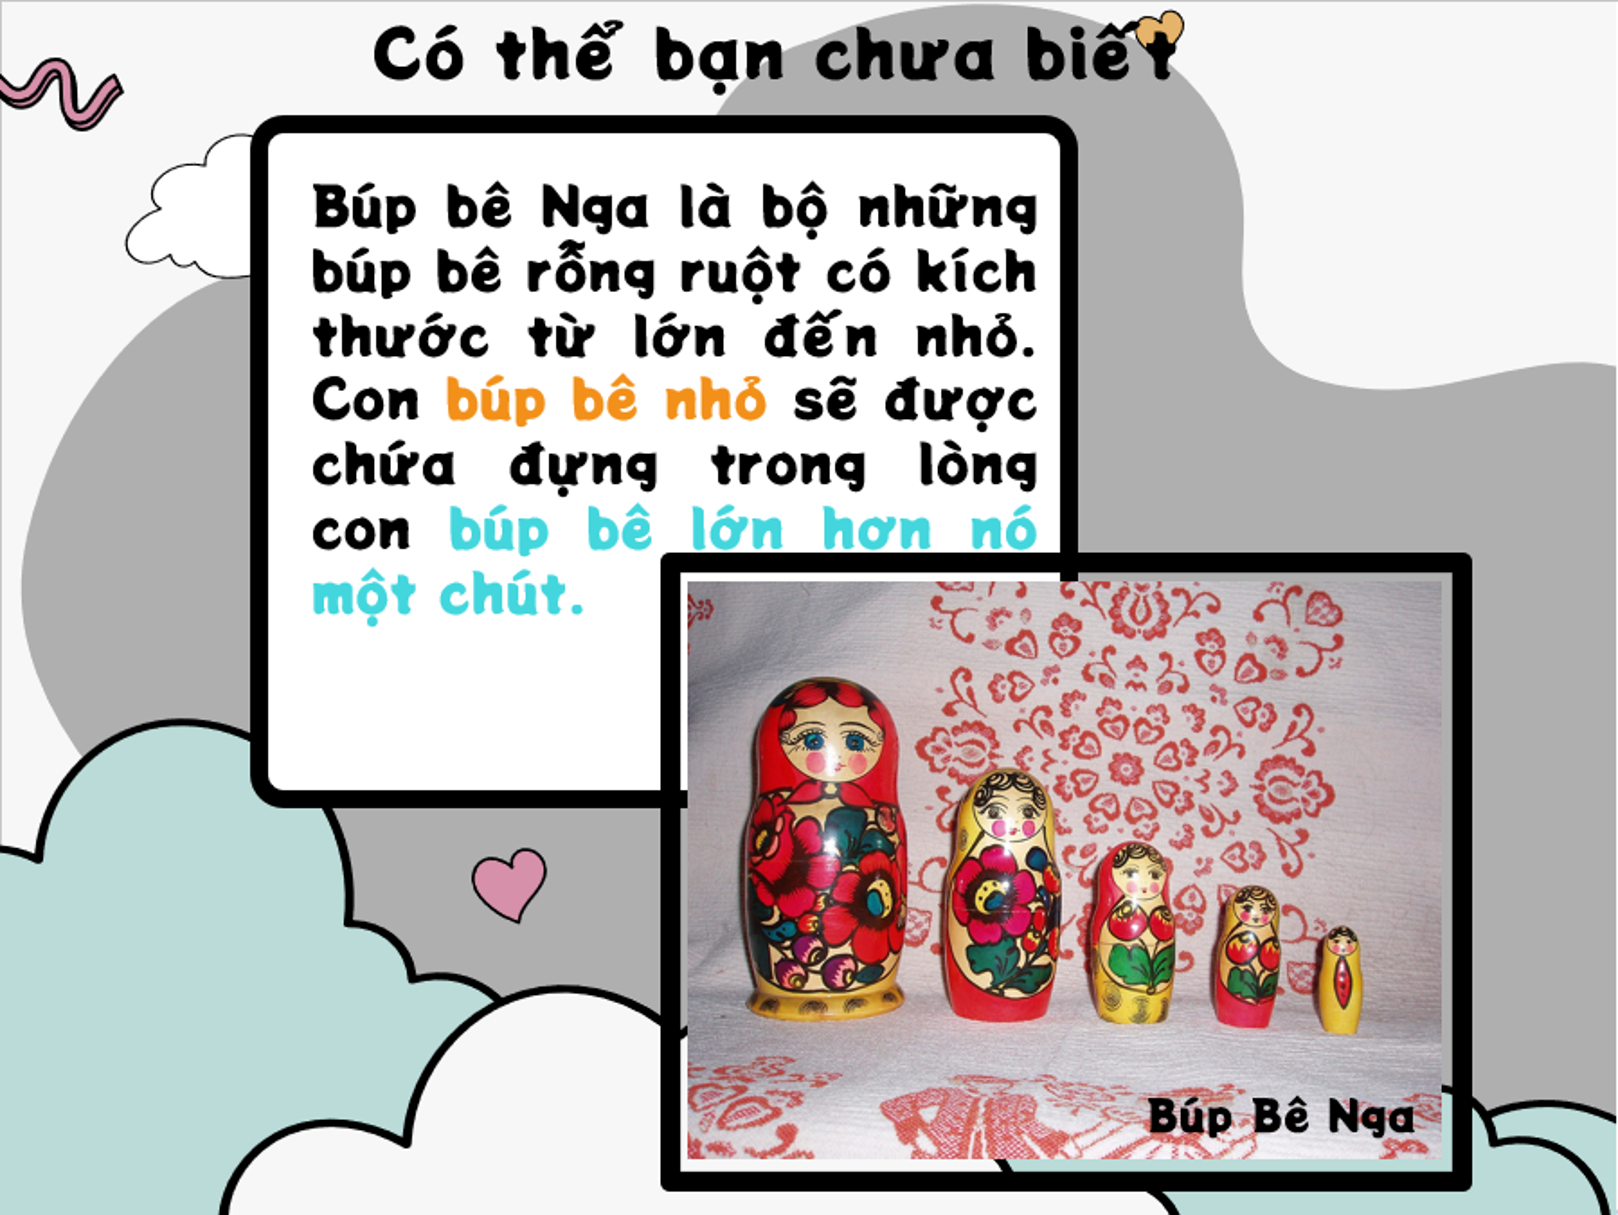 Có thể bạn chưa biết
Búp bê Nga là bộ những
búp bê rỗng ruột có kích
thước từ lớn đến nhỏ.
Con búp bê nhỏ sẽ được
chứa đựng trong lòng
con búp bê lớn hơn nó
một chút.
Búp Bê Nga